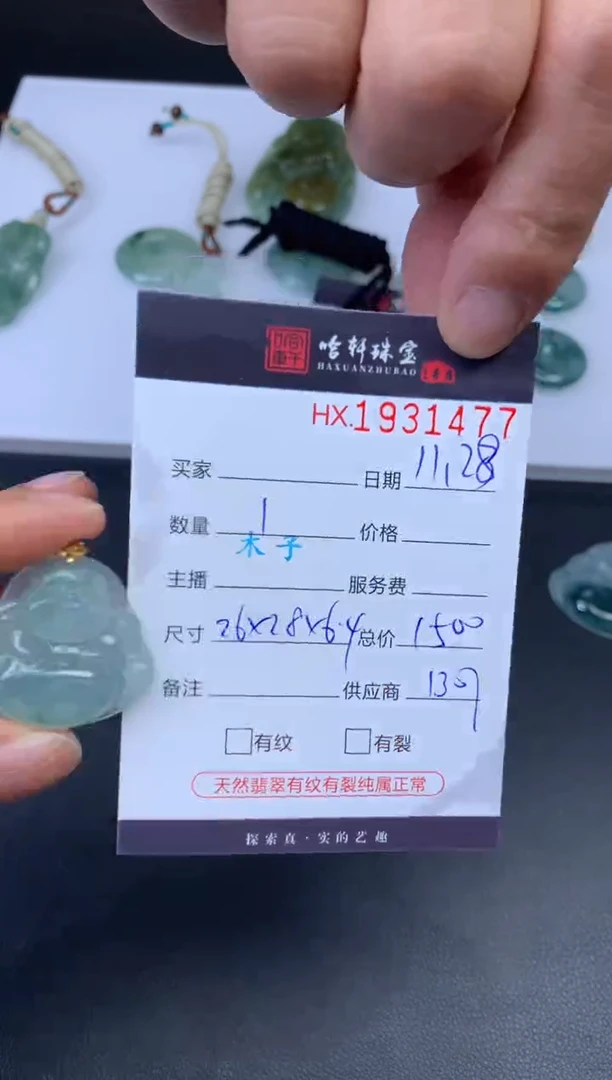 哈轩珠宝
HAXUANZHUBAO
HX.1931477
买家 日期 11.28
数量 1 价格
木子
主播 服务费
尺寸 26x28x6.4 总价 1500
备注 供应商 1307
有纹 有裂
天然翡翠有纹有裂纯属正常
探索真·实的艺趣